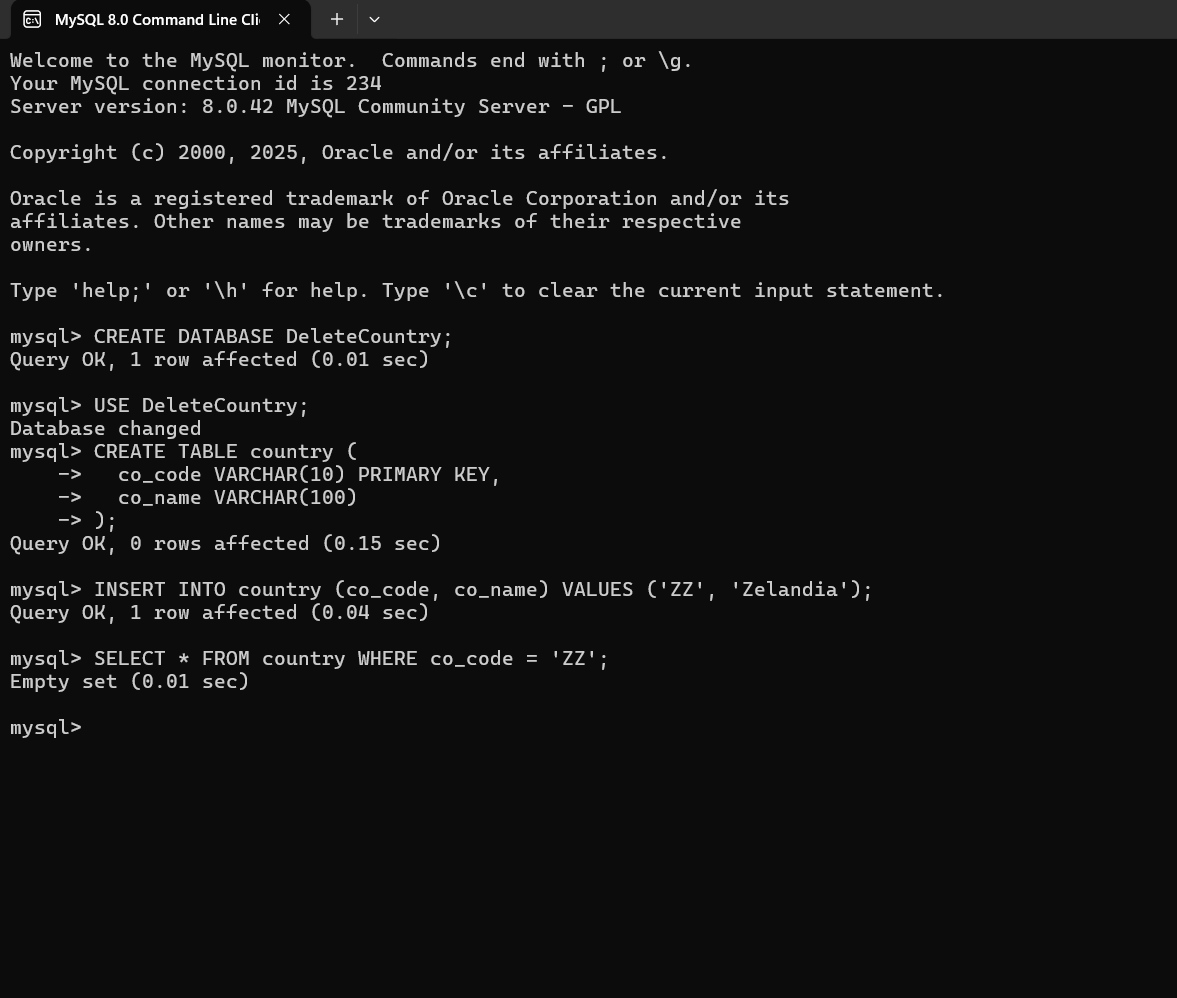 MySQL 8.0 Command Line Cli
Welcome to the MySQL monitor.  Commands end with ; or \g.
Your MySQL connection id is 234
Server version: 8.0.42 MySQL Community Server - GPL
Copyright (c) 2000, 2025, Oracle and/or its affiliates.
Oracle is a registered trademark of Oracle Corporation and/or its
affiliates. Other names may be trademarks of their respective
owners.
Type 'help;' or '\h' for help. Type '\c' to clear the current input statement.
mysql> CREATE DATABASE DeleteCountry;
Query OK, 1 row affected (0.01 sec)
mysql> USE DeleteCountry;
Database changed
mysql> CREATE TABLE country (
    ->   co_code VARCHAR(10) PRIMARY KEY,
    ->   co_name VARCHAR(100)
    -> );
Query OK, 0 rows affected (0.15 sec)
mysql> INSERT INTO country (co_code, co_name) VALUES ('ZZ', 'Zelandia');
Query OK, 1 row affected (0.04 sec)
mysql> SELECT * FROM country WHERE co_code = 'ZZ';
Empty set (0.01 sec)
mysql>